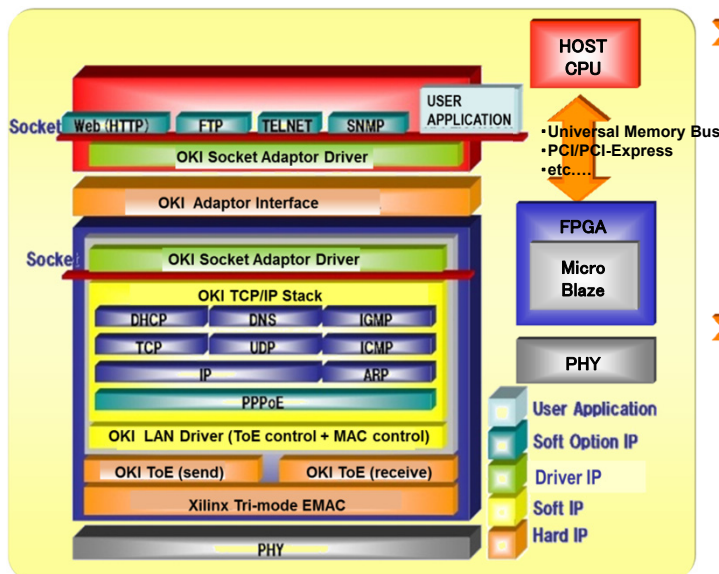 HOST
CPU
USER
APPLICATION
Socket
Web (HTTP)
FTP
TELNET
SNMP
OKI Socket Adaptor Driver
•Universal Memory Bus
•PCI/PCI-Express
•etc....
OKI Adaptor Interface
FPGA
Micro
Blaze
Socket
OKI Socket Adaptor Driver
OKI TCP/IP Stack
DHCP
DNS
IGMP
TCP
UDP
ICMP
IP
ARP
PPPoE
OKI LAN Driver (ToE control + MAC control)
OKI ToE (send)
OKI ToE (receive)
Xilinx Tri-mode EMAC
PHY
PHY
User Application
Soft Option IP
Driver IP
Soft IP
Hard IP